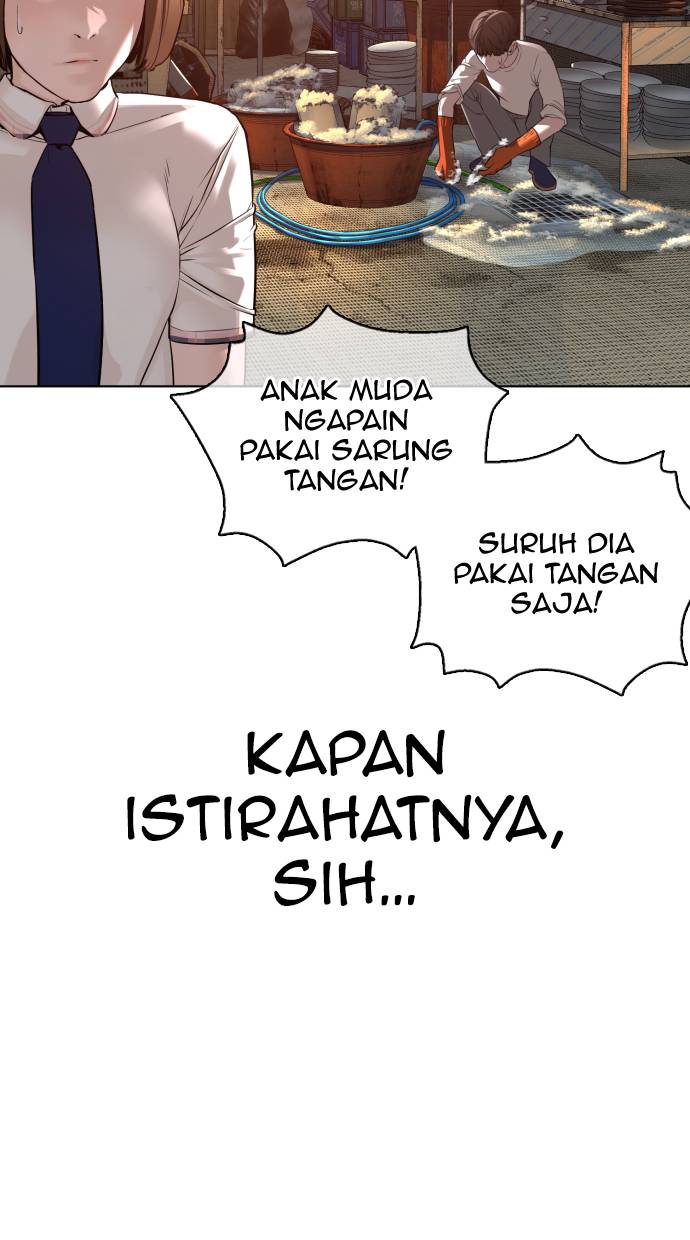 ANAK MUDA
NGAPAIN
PAKAI SARUNG
TANGAN!
SURUH DIA
PAKAI TANGAN
SAJA!
KAPAN
ISTIRAHATNYA,
SIH...